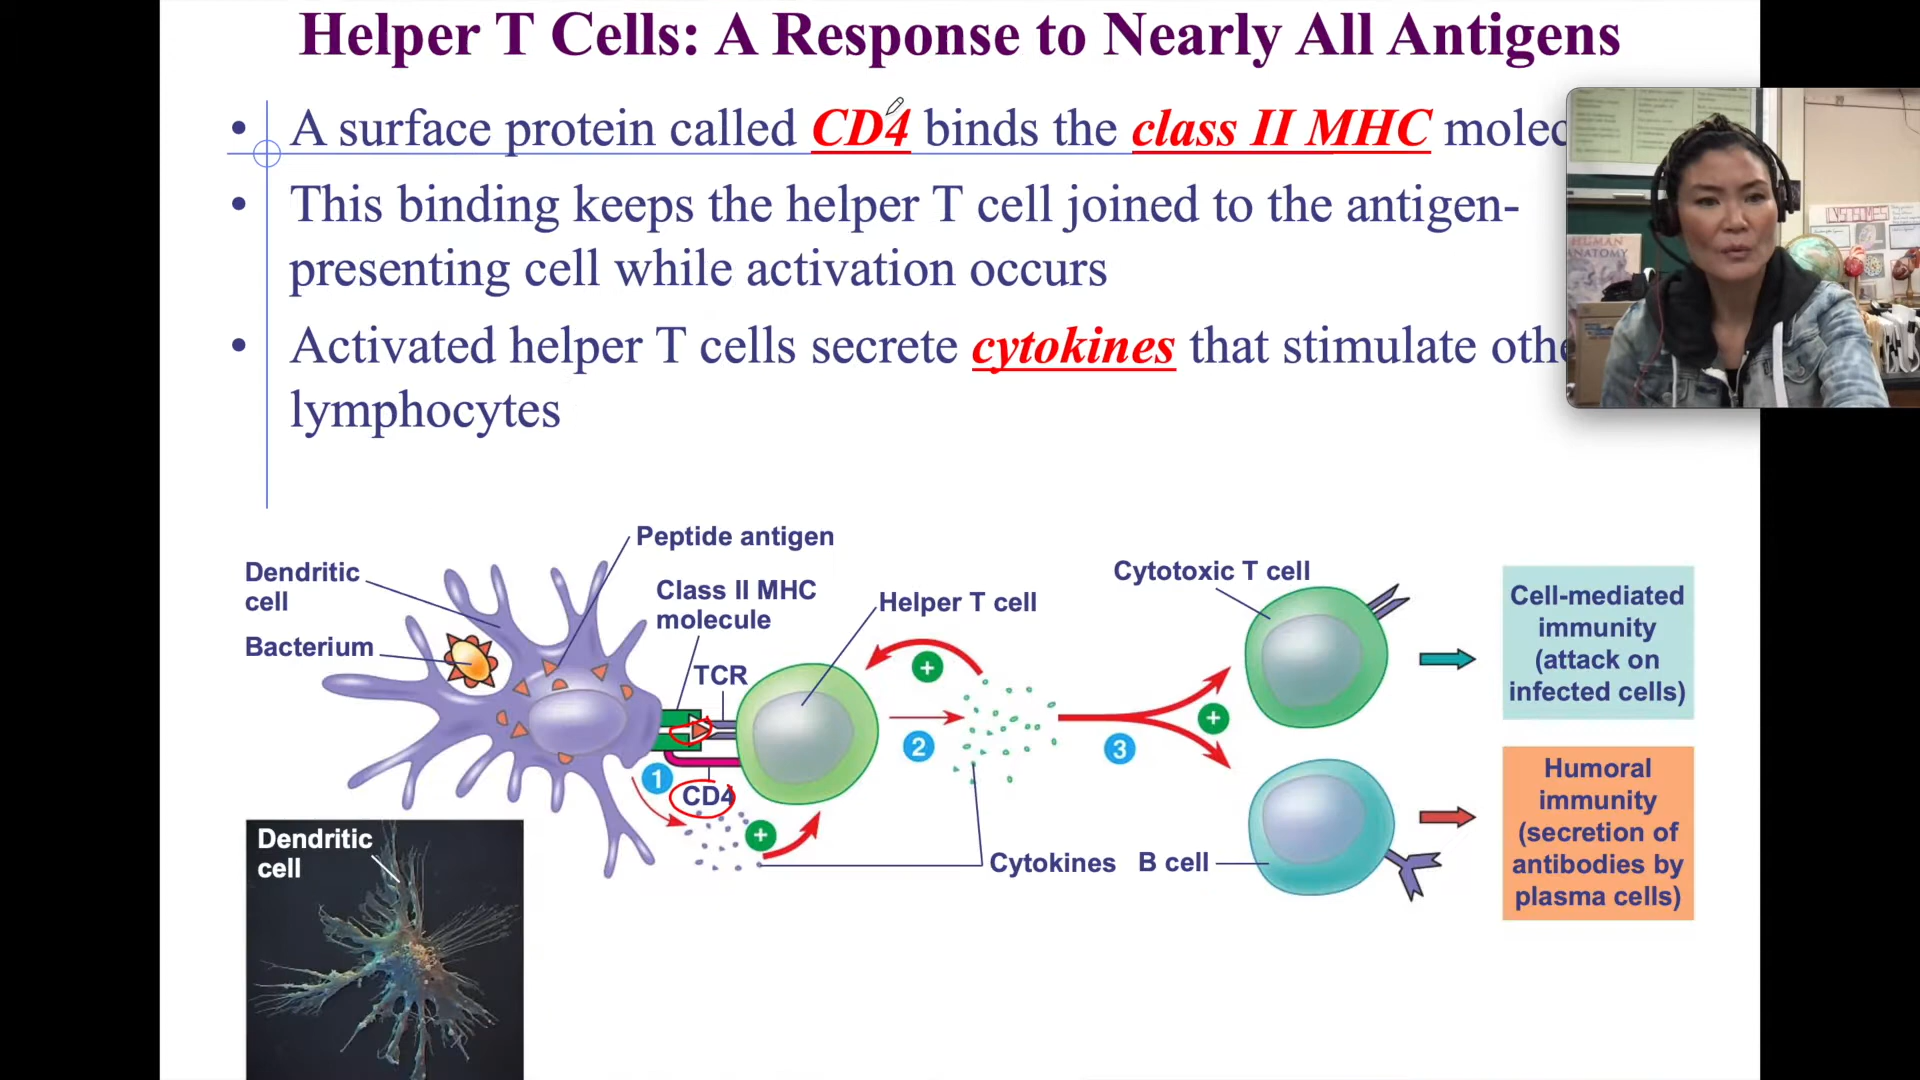 Helper T Cells: A Response to Nearly All Antigens
• A surface protein called CD4 binds the class II MHC
• This binding keeps the helper T cell joined to the antigen-
presenting cell while activation occurs
• Activated helper T cells secrete cytokines that stimulate
lymphocytes
HUMAN
ANATOMY
Peptide antigen
Dendritic
cell
Class II MHC
molecule
Helper T cell
Cytotoxic T cell
Bacterium
TCR
+
+
1
2
3
CD4
+
Cytokines
B cell
Cell-mediated
immunity
(attack on
infected cells)
Humoral
immunity
(secretion of
antibodies by
plasma cells)
Dendritic
cell